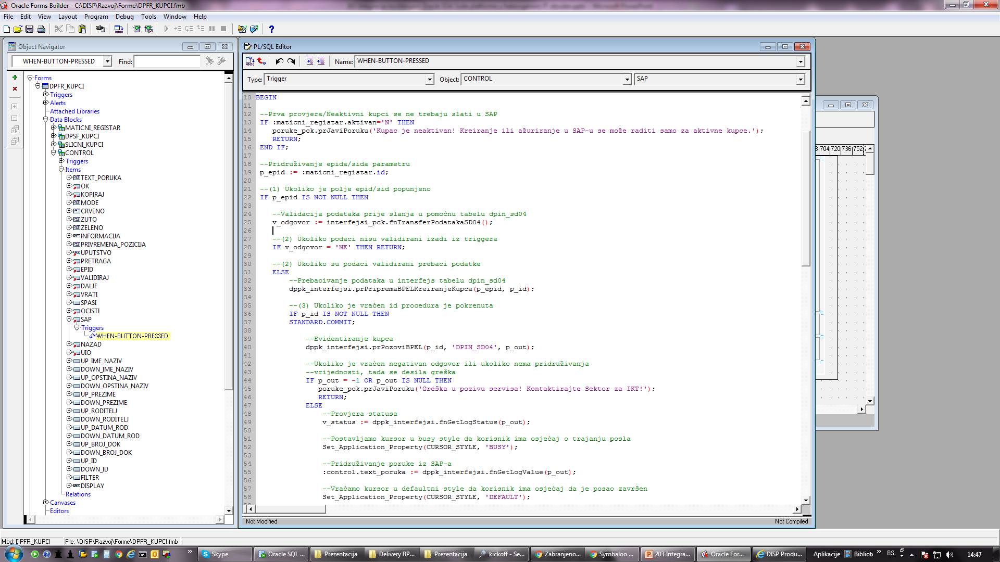 Oracle Forms Builder - C:\DISP\Razvoj\Forme\DPFR_KUPCI.fmb
File Edit View Layout Program Debug Tools Window Help
Object Navigator
WHEN-BUTTON-PRESSED Find:
Forms
DPFR_KUPCI
Triggers
Alerts
Attached Libraries
Data Blocks
MATICNI_REGISTAR
DPSF_KUPCI
SLICNI_KUPCI
CONTROL
Triggers
Items
TEXT_PORUKA
OK
KOPIRAJ
MODE
CRVENO
ZUTO
ZELENO
INFORMACIJA
PRIVREMENA_POZICIJA
UPUTSTVO
PRETRAGA
EPID
VALIDIRAJ
DALJE
VRATI
SPASI
OCISTI
SAP
Triggers
WHEN-BUTTON-PRESSED
NAZAD
UIO
UP_IME_NAZIV
DOWN_IME_NAZIV
UP_OPSTINA_NAZIV
DOWN_OPSTINA_NAZIV
UP_PREZIME
DOWN_PREZIME
UP_RODITELJ
DOWN_RODITELJ
UP_DATUM_ROD
DOWN_DATUM_ROD
UP_BROJ_DOK
DOWN_BROJ_DOK
UP_ID
DOWN_ID
FILTER
DISPLAY
Relations
Canvases
Editors
PL/SQL Editor
Name: WHEN-BUTTON-PRESSED
Type: Trigger Object: CONTROL SAP
10 BEGIN
11
12 --Prva provjera/Neaktivni kupci se ne trebaju slati u SAP
13 IF :maticni_registar.aktivan='N' THEN
14 poruke_pck.prJaviPoruku('Kupac je neaktivan! Kreiranje ili ažuriranje u SAP-u se može raditi samo za aktivne kupce.');
15 RETURN;
16 END IF;
17
18 --Pridruživanje epida/sida parametru
19 p_epid := :maticni_registar.id;
20
21 --(1) Ukoliko je polje epid/sid popunjeno
22 IF p_epid IS NOT NULL THEN
23
24 --Validacija podataka prije slanja u pomoćnu tabelu dpin_sd04
25 v_odgovor := interfejsi_pck.fnTransferPodatakaSD04();
26
27 --(2) Ukoliko podaci nisu validirani izađi iz triggera
28 IF v_odgovor = 'NE' THEN RETURN;
29
30 --(2) Ukoliko su podaci validirani prebaci podatke
31 ELSE
32 --Prebacivanje podataka u interfejs tabelu dpin_sd04
33 dppk_interfejsi.prPripremaBPELKreiranjeKupca(p_epid, p_id);
34
35 --(3) Ukoliko je vraćen id procedura je pokrenuta
36 IF p_id IS NOT NULL THEN
37 STANDARD.COMMIT;
38
39 --Evidentiranje kupca
40 dppk_interfejsi.prPozoviBPEL(p_id, 'DPIN_SD04', p_out);
41
42 --Ukoliko je vraćen negativan odgovor ili ukoliko nema pridruživanja
43 --vrijednosti, tada se desila greška
44 IF p_out = -1 OR p_out IS NULL THEN
45 poruke_pck.prJaviPoruku('Greška u pozivu servisa! Kontaktirajte Sektor za IKT!');
46 RETURN;
47 ELSE
48 --Provjera statusa
49 v_status := dppk_interfejsi.fnGetLogStatus(p_out);
50
51 --Postavljamo kursor u busy style da korisnik ima osjećaj o trajanju posla
52 Set_Application_Property(CURSOR_STYLE, 'BUSY');
53
54 --Pridruživanje poruke iz SAP-a
55 :control.text_poruka := dppk_interfejsi.fnGetLogValue(p_out);
56
57 --Vraćamo kursor u defaultni style da korisnik ima osjećaj da je posao završen
58 Set_Application_Property(CURSOR_STYLE, 'DEFAULT');
Not Modified Not Compiled
704 720 736 752
Mod: DPFR_KUPCI File: \DISP\Razvoj\Forme\DPFR_KUPCI.fmb
Skype Oracle SQL ... Prezentacija Delivery BP... Prezentacija kickoff - Se... Zabranjeno... Symbaloo ... 203 Integra... Oracle For... DISP Produ... Aplikacije Bibliot BS 14:47